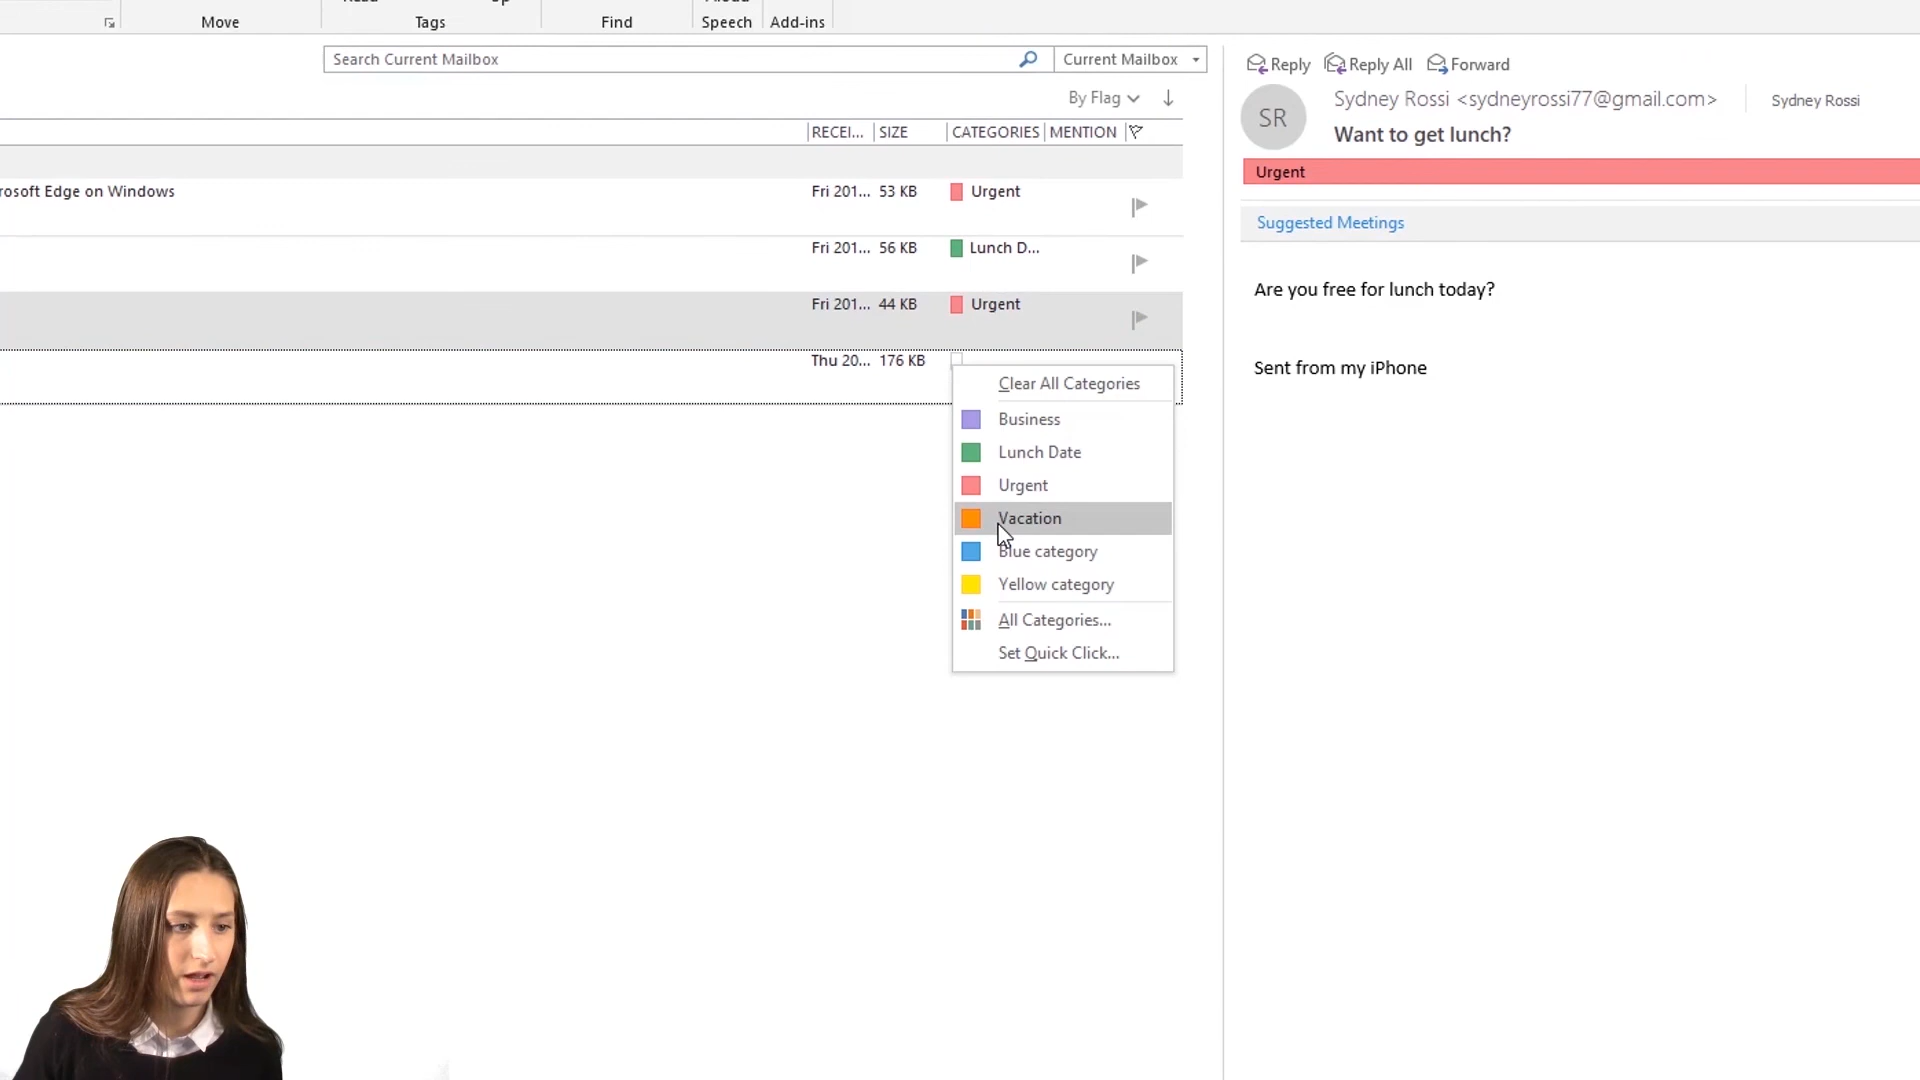 Move
Tags
Find
Speech
Add-ins
Search Current Mailbox
Current Mailbox
By Flag
RECEI...
SIZE
CATEGORIES
MENTION
rosoft Edge on Windows
Fri 201...
53 KB
Urgent
Fri 201...
56 KB
Lunch D...
Fri 201...
44 KB
Urgent
Thu 20...
176 KB
Clear All Categories
Business
Lunch Date
Urgent
Vacation
Blue category
Yellow category
All Categories...
Set Quick Click...
Reply
Reply All
Forward
SR
Sydney Rossi <sydneyrossi77@gmail.com>
Sydney Rossi
Want to get lunch?
Urgent
Suggested Meetings
Are you free for lunch today?
Sent from my iPhone